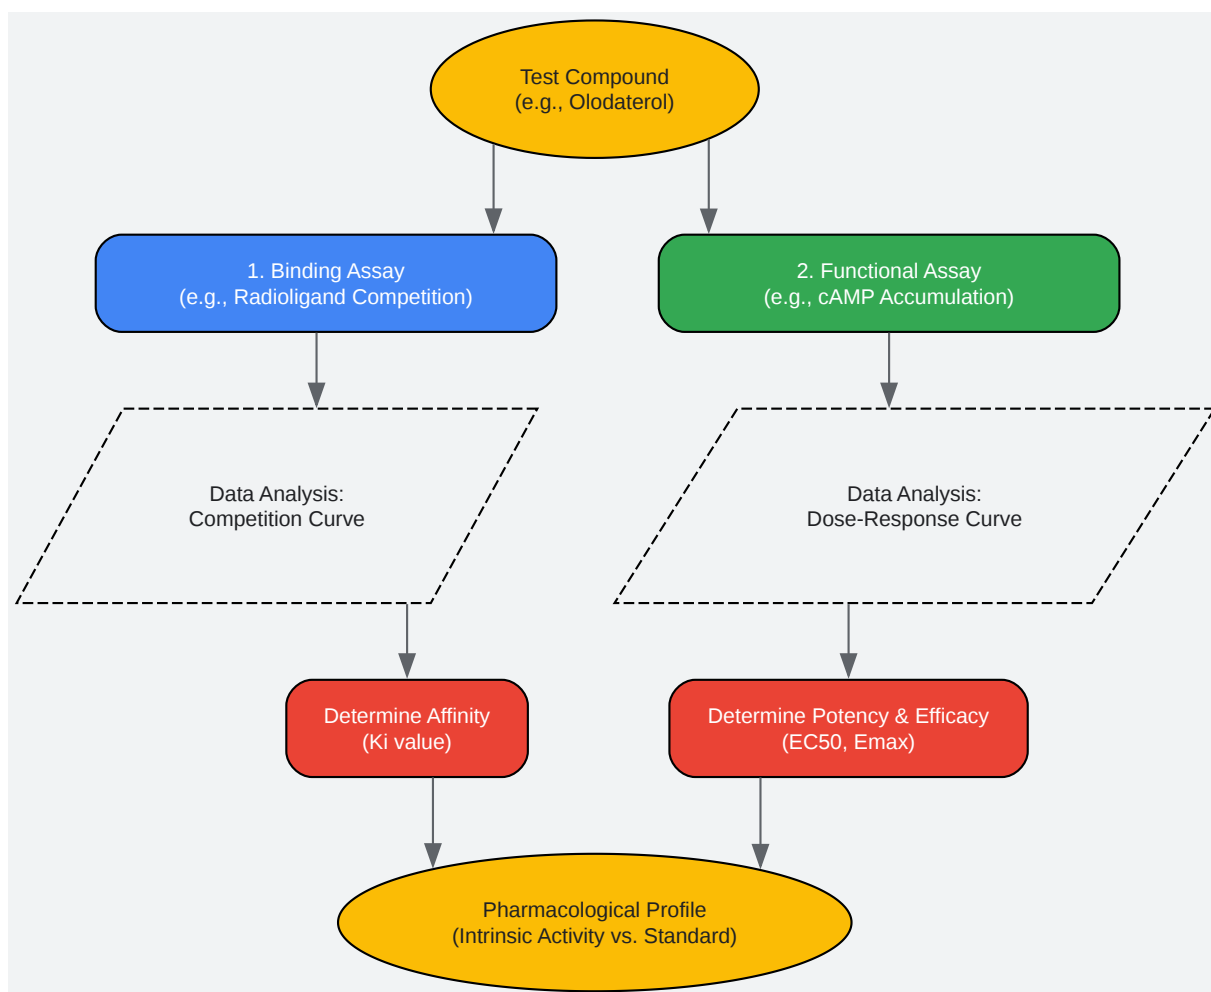 Test Compound
(e.g., Olodaterol)
1. Binding Assay
(e.g., Radioligand Competition)
2. Functional Assay
(e.g., cAMP Accumulation)
Data Analysis:
Competition Curve
Data Analysis:
Dose-Response Curve
Determine Affinity
(Ki value)
Determine Potency & Efficacy
(EC50, Emax)
Pharmacological Profile
(Intrinsic Activity vs. Standard)